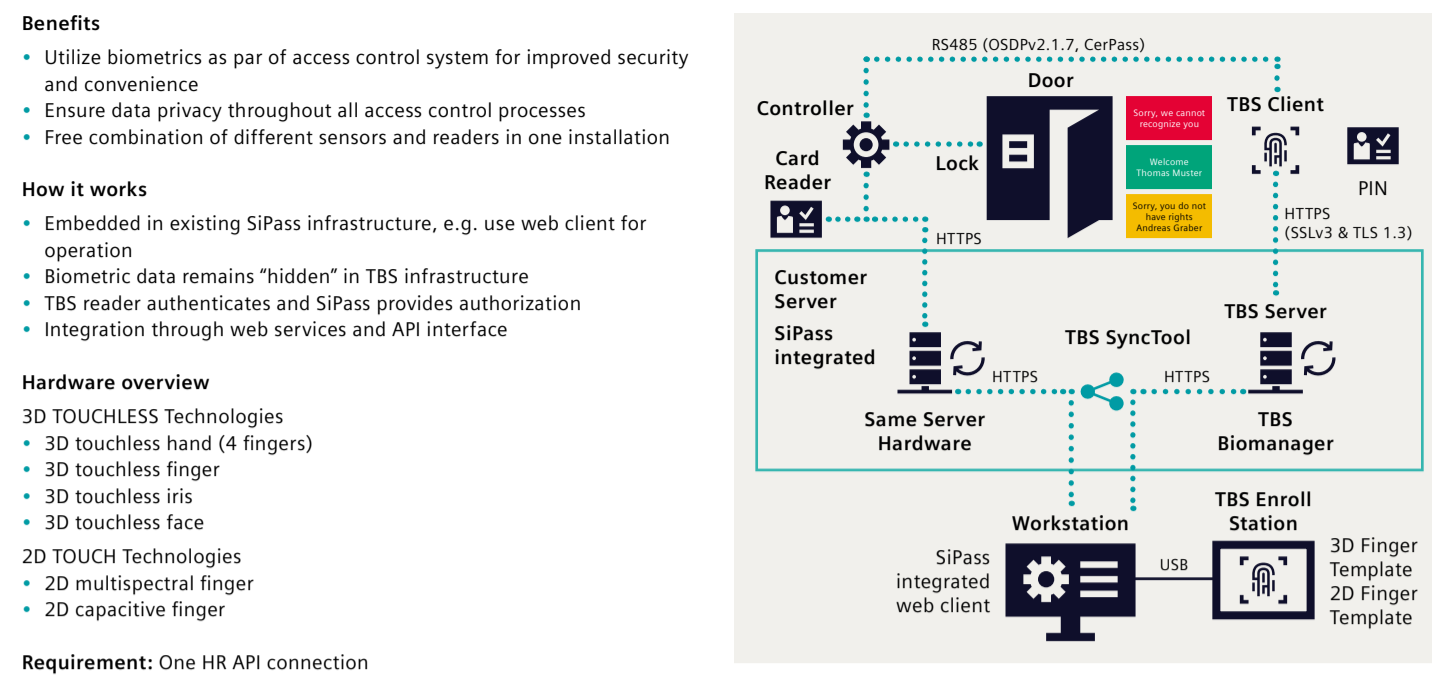 Benefits
• Utilize biometrics as par of access control system for improved security
and convenience
• Ensure data privacy throughout all access control processes
• Free combination of different sensors and readers in one installation
How it works
• Embedded in existing SiPass infrastructure, e.g. use web client for
operation
• Biometric data remains “hidden” in TBS infrastructure
• TBS reader authenticates and SiPass provides authorization
• Integration through web services and API interface
Hardware overview
3D TOUCHLESS Technologies
• 3D touchless hand (4 fingers)
• 3D touchless finger
• 3D touchless iris
• 3D touchless face
2D TOUCH Technologies
• 2D multispectral finger
• 2D capacitive finger
Requirement: One HR API connection
RS485 (OSDPv2.1.7, CerPass)
Door
Controller
TBS Client
Sorry, we cannot
recognize you
Card
Reader
Lock
Welcome
Thomas Muster
PIN
Sorry, you do not
have rights
Andreas Graber
HTTPS
HTTPS
(SSLv3 & TLS 1.3)
Customer
Server
SiPass
integrated
TBS SyncTool
TBS Server
HTTPS
HTTPS
Same Server
Hardware
TBS
Biomanager
Workstation
TBS Enroll
Station
SiPass
integrated
web client
USB
3D Finger
Template
2D Finger
Template